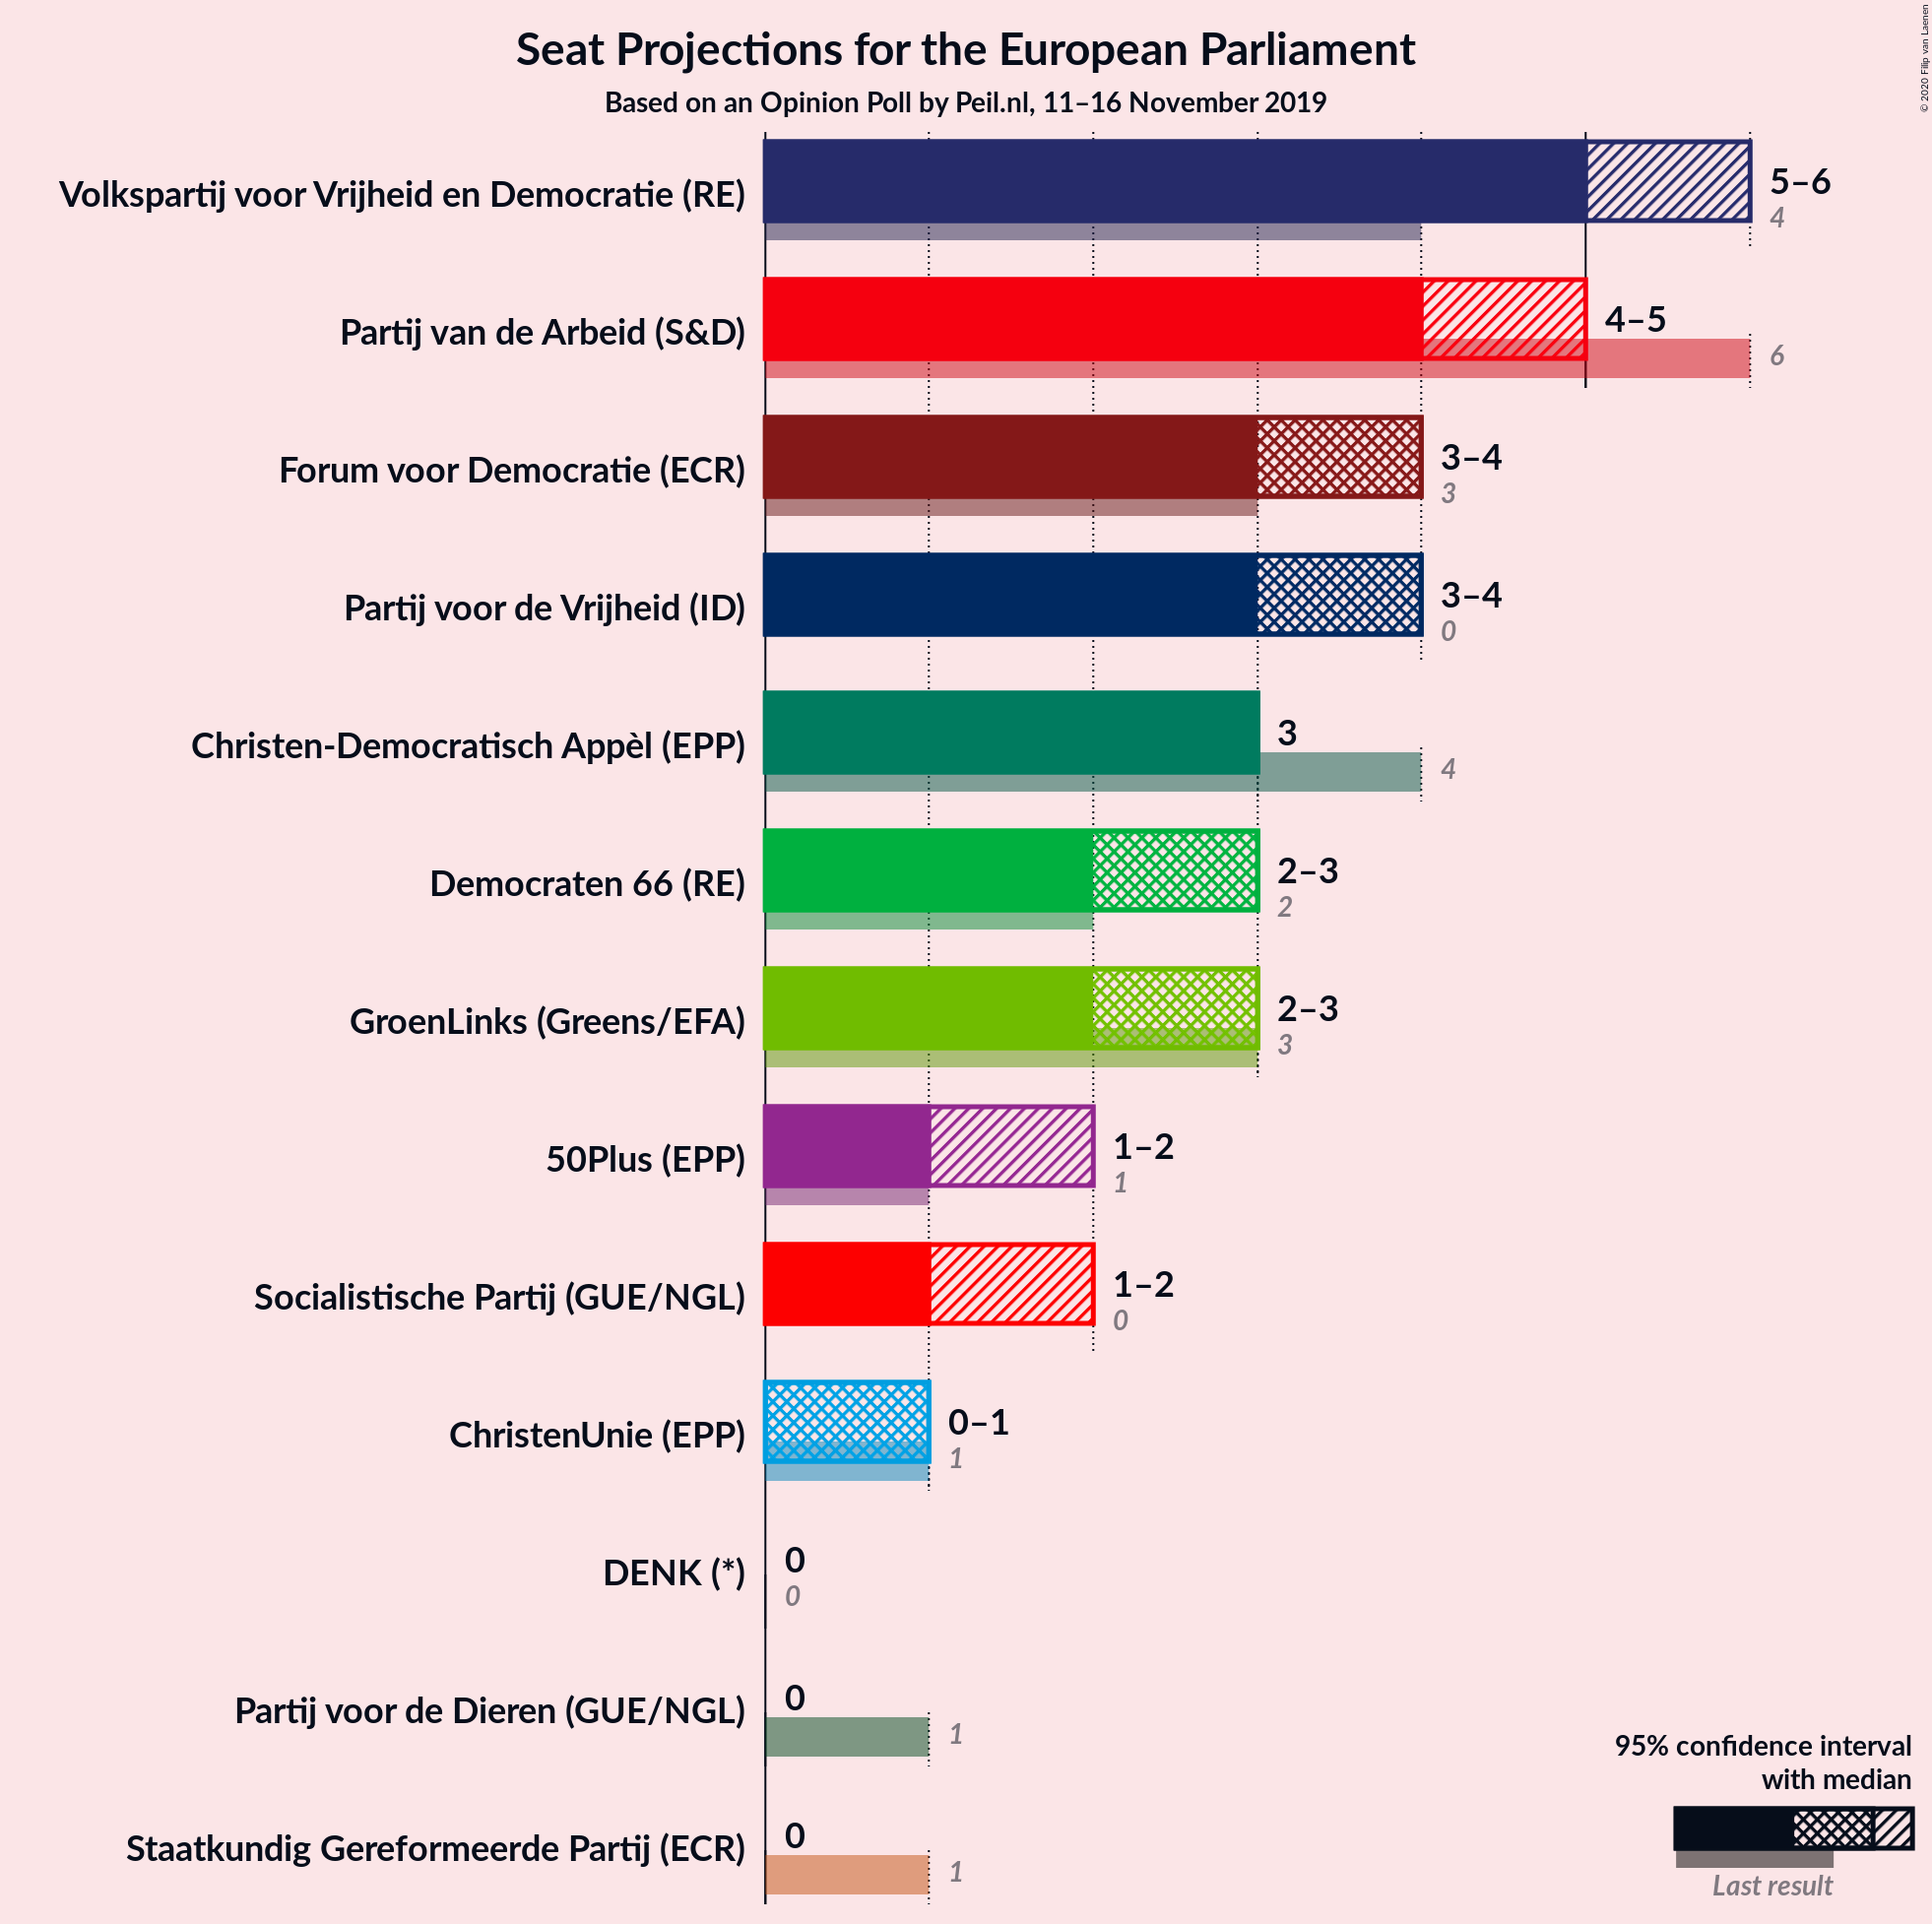 Seat Projections for the European Parliament
Based on an Opinion Poll by Peil.nl, 11–16 November 2019
© 2020 Filip van Laenen
Volkspartij voor Vrijheid en Democratie (RE)
5–6
4
Partij van de Arbeid (S&D)
4–5
6
Forum voor Democratie (ECR)
3–4
3
Partij voor de Vrijheid (ID)
3–4
0
Christen-Democratisch Appèl (EPP)
3
4
Democraten 66 (RE)
2–3
2
GroenLinks (Greens/EFA)
2–3
3
50Plus (EPP)
1–2
1
Socialistische Partij (GUE/NGL)
1–2
0
ChristenUnie (EPP)
0–1
1
DENK (*)
0
0
Partij voor de Dieren (GUE/NGL)
0
1
Staatkundig Gereformeerde Partij (ECR)
0
1
95% confidence interval
with median
Last result